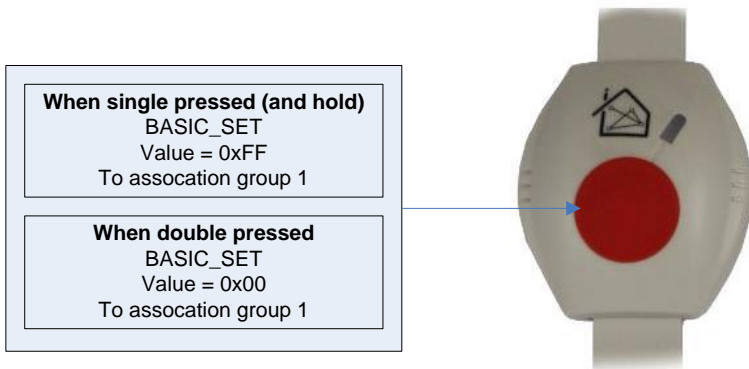 When single pressed (and hold)
BASIC_SET
Value = 0xFF
To assocation group 1
When double pressed
BASIC_SET
Value = 0x00
To assocation group 1